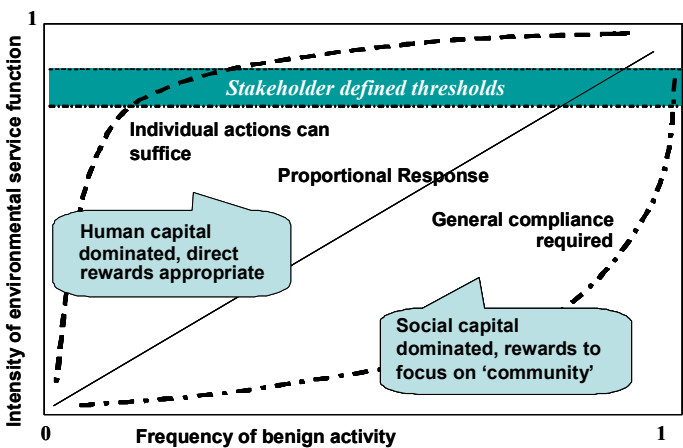 1
Intensity of environmental service function
Stakeholder defined thresholds
Individual actions can
suffice
Proportional Response
General compliance
required
Human capital
dominated, direct
rewards appropriate
Social capital
dominated, rewards to
focus on ‘community’
0
Frequency of benign activity
1